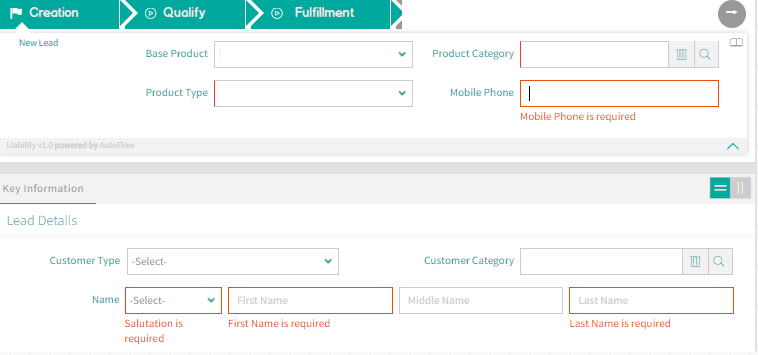 Creation Qualify Fulfillment
New Lead
Base Product Product Category
Product Type Mobile Phone
Mobile Phone is required
Liability v1.0 powered by AutoFlow
Key Information
Lead Details
Customer Type -Select- Customer Category
Name -Select- First Name Middle Name Last Name
Salutation is First Name is required Last Name is required
required